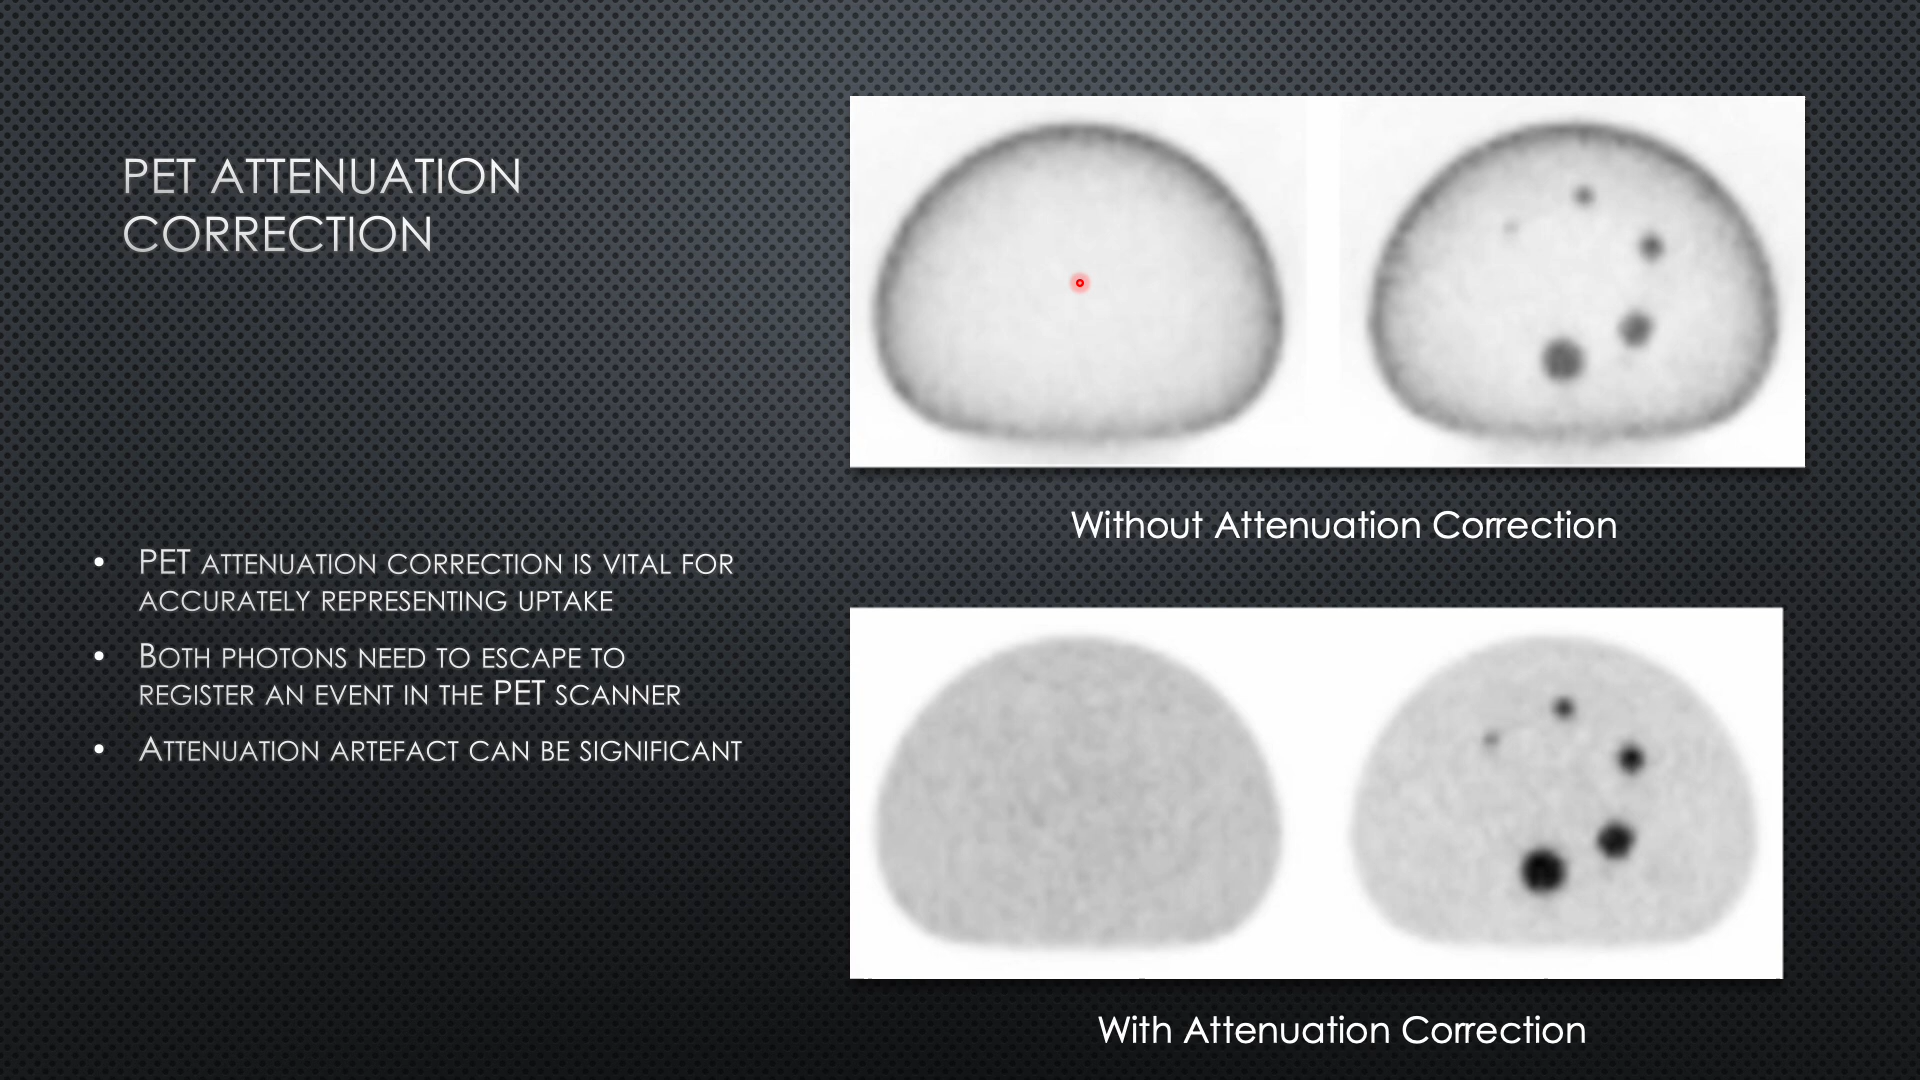 PET ATTENUATION
CORRECTION
• PET ATTENUATION CORRECTION IS VITAL FOR
ACCURATELY REPRESENTING UPTAKE
• BOTH PHOTONS NEED TO ESCAPE TO
REGISTER AN EVENT IN THE PET SCANNER
• ATTENUATION ARTEFACT CAN BE SIGNIFICANT
Without Attenuation Correction
With Attenuation Correction